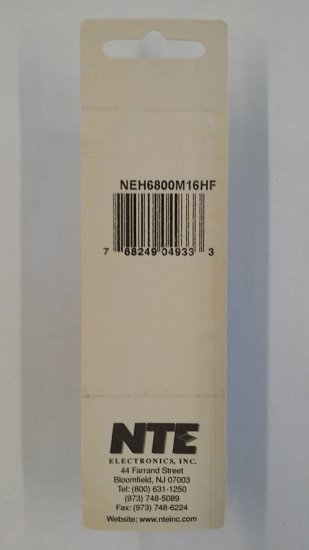 NEH6800M16HF
7 68249 04933 3
NTE
ELECTRONICS, INC.
44 Farrand Street
Bloomfield, NJ 07003
Tel: (800) 631-1250
(973) 748-5089
Fax: (973) 748-6224
Website: www.nteinc.com